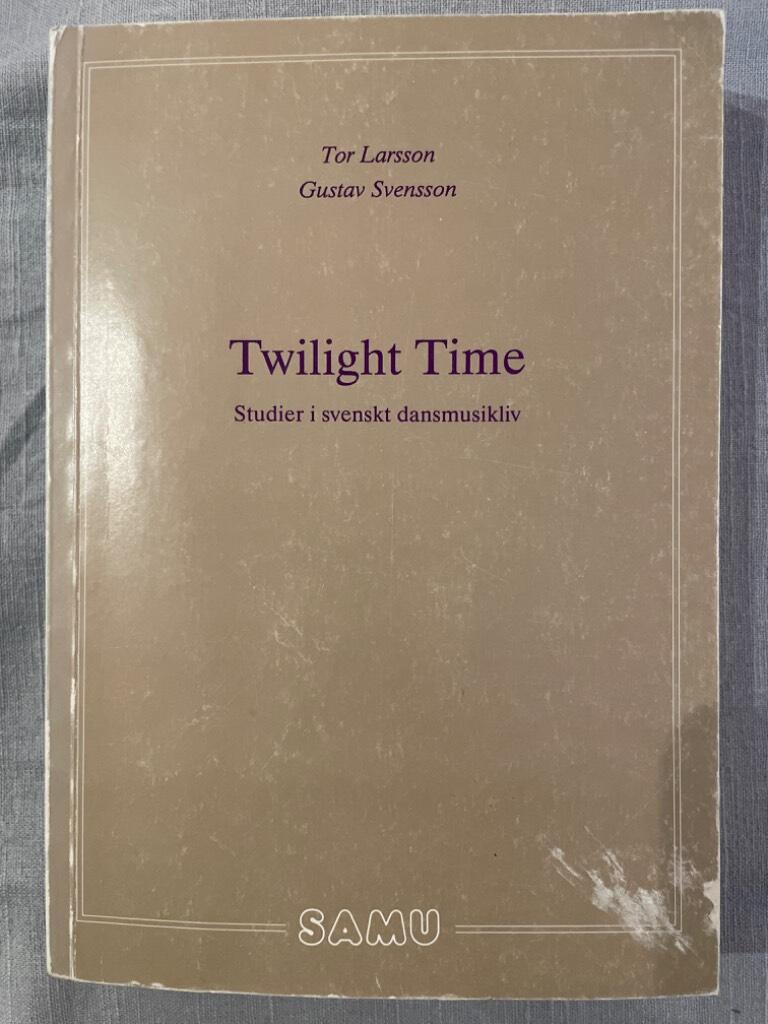 Tor Larsson
Gustav Svensson
Twilight Time
Studier i svenskt dansmusikliv
SAMU